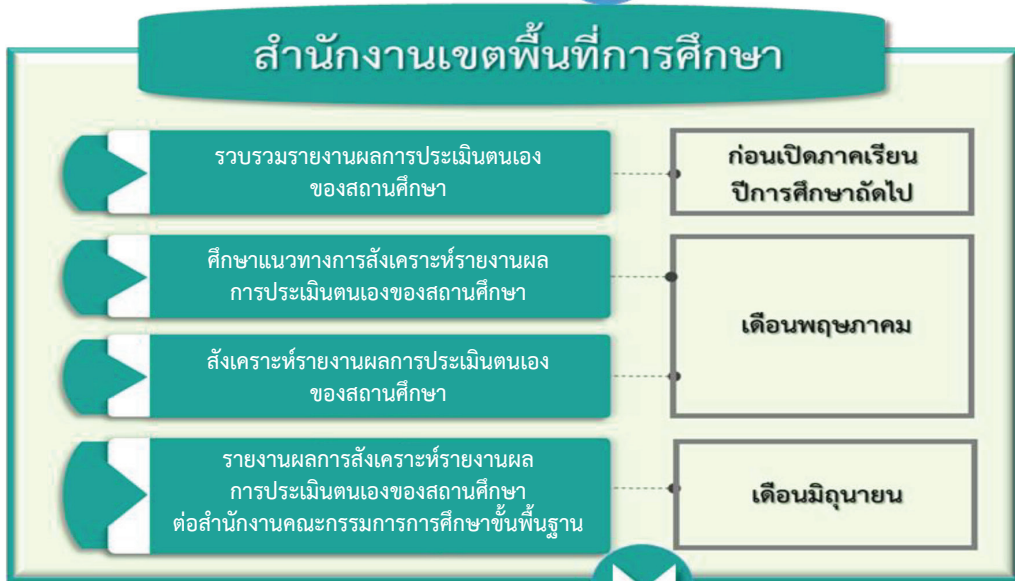 สำนักงานเขตพื้นที่การศึกษา
รวบรวมรายงานผลการประเมินตนเอง
ของสถานศึกษา
ก่อนเปิดภาคเรียน
ปีการศึกษาถัดไป
ศึกษาแนวทางการสังเคราะห์รายงานผล
การประเมินตนเองของสถานศึกษา
เดือนพฤษภาคม
สังเคราะห์รายงานผลการประเมินตนเอง
ของสถานศึกษา
รายงานผลการสังเคราะห์รายงานผล
การประเมินตนเองของสถานศึกษา
ต่อสำนักงานคณะกรรมการการศึกษาขั้นพื้นฐาน
เดือนมิถุนายน